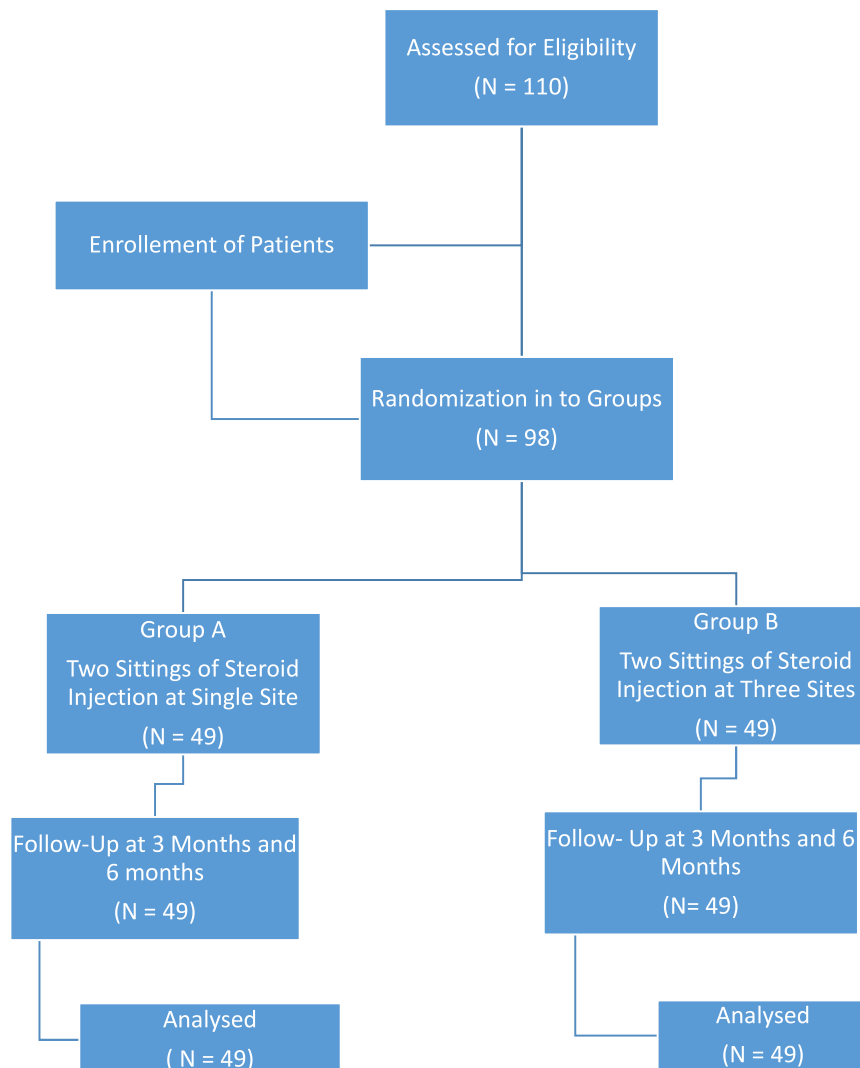 Assessed for Eligibility
(N = 110)
Enrollement of Patients
Randomization in to Groups
(N = 98)
Group A
Two Sittings of Steroid
Injection at Single Site
(N = 49)
Group B
Two Sittings of Steroid
Injection at Three Sites
(N = 49)
Follow-Up at 3 Months and
6 months
(N = 49)
Follow- Up at 3 Months and 6
Months
(N= 49)
Analysed
( N = 49)
Analysed
(N = 49)